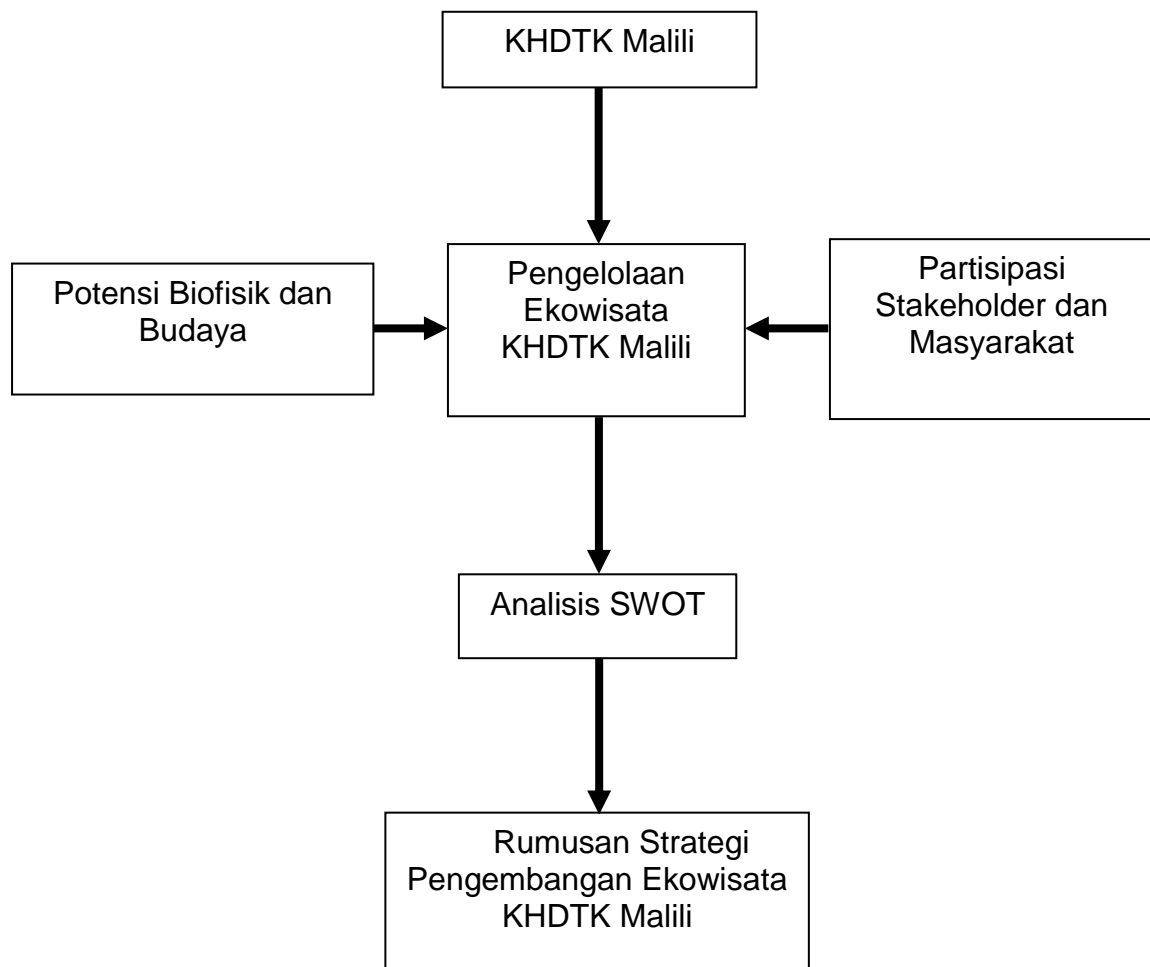 KHDTK Malili
Potensi Biofisik dan
Budaya
Pengelolaan
Ekowisata
KHDTK Malili
Partisipasi
Stakeholder dan
Masyarakat
Analisis SWOT
Rumusan Strategi
Pengembangan Ekowisata
KHDTK Malili